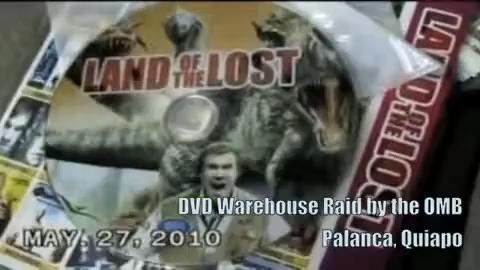 LAND OF THE LOST
LAND OF THE LOST
DVD Warehouse Raid by the OMB
MAY. 27, 2010
Palanca, Quiapo